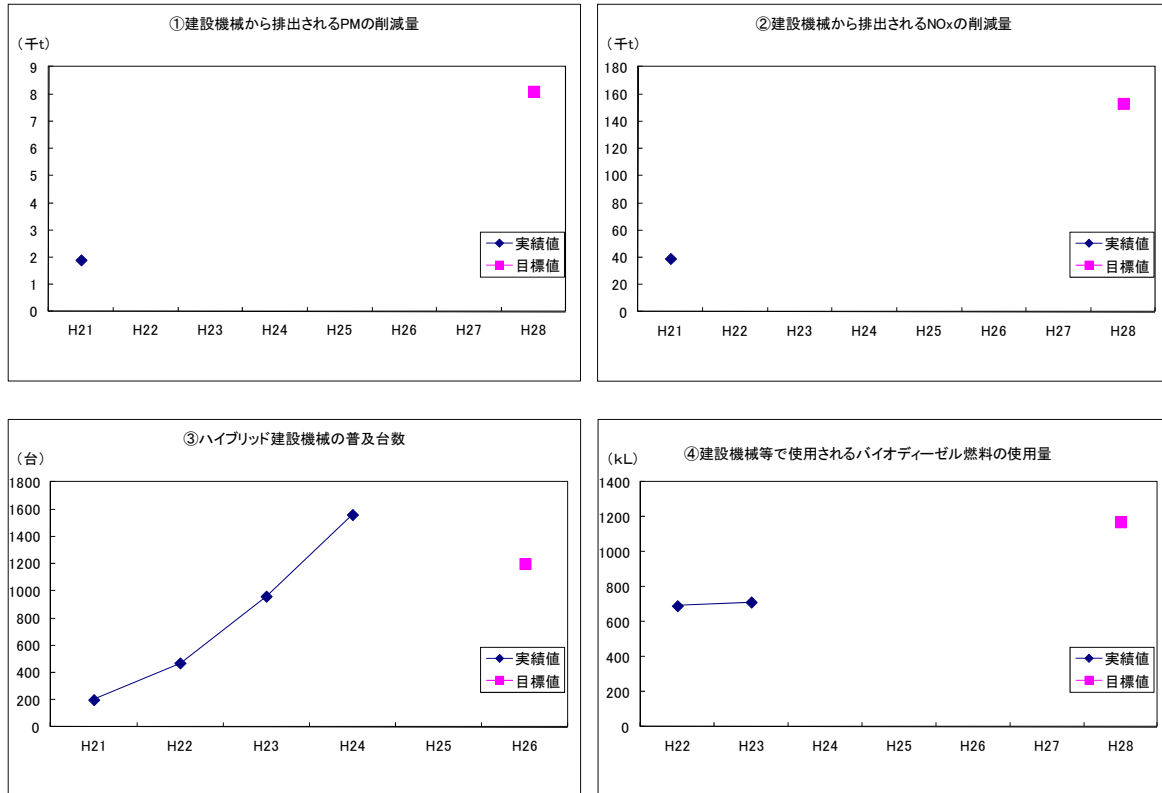 ①建設機械から排出されるPMの削減量
（千t）
9
8
7
6
5
4
3
2
1
0
H21 H22 H23 H24 H25 H26 H27 H28
実績値
目標値
②建設機械から排出されるNOxの削減量
（千t）
180
160
140
120
100
80
60
40
20
0
H21 H22 H23 H24 H25 H26 H27 H28
実績値
目標値
③ハイブリッド建設機械の普及台数
（台）
1800
1600
1400
1200
1000
800
600
400
200
0
H21 H22 H23 H24 H25 H26
実績値
目標値
④建設機械等で使用されるバイオディーゼル燃料の使用量
（kL）
1400
1200
1000
800
600
400
200
0
H22 H23 H24 H25 H26 H27 H28
実績値
目標値